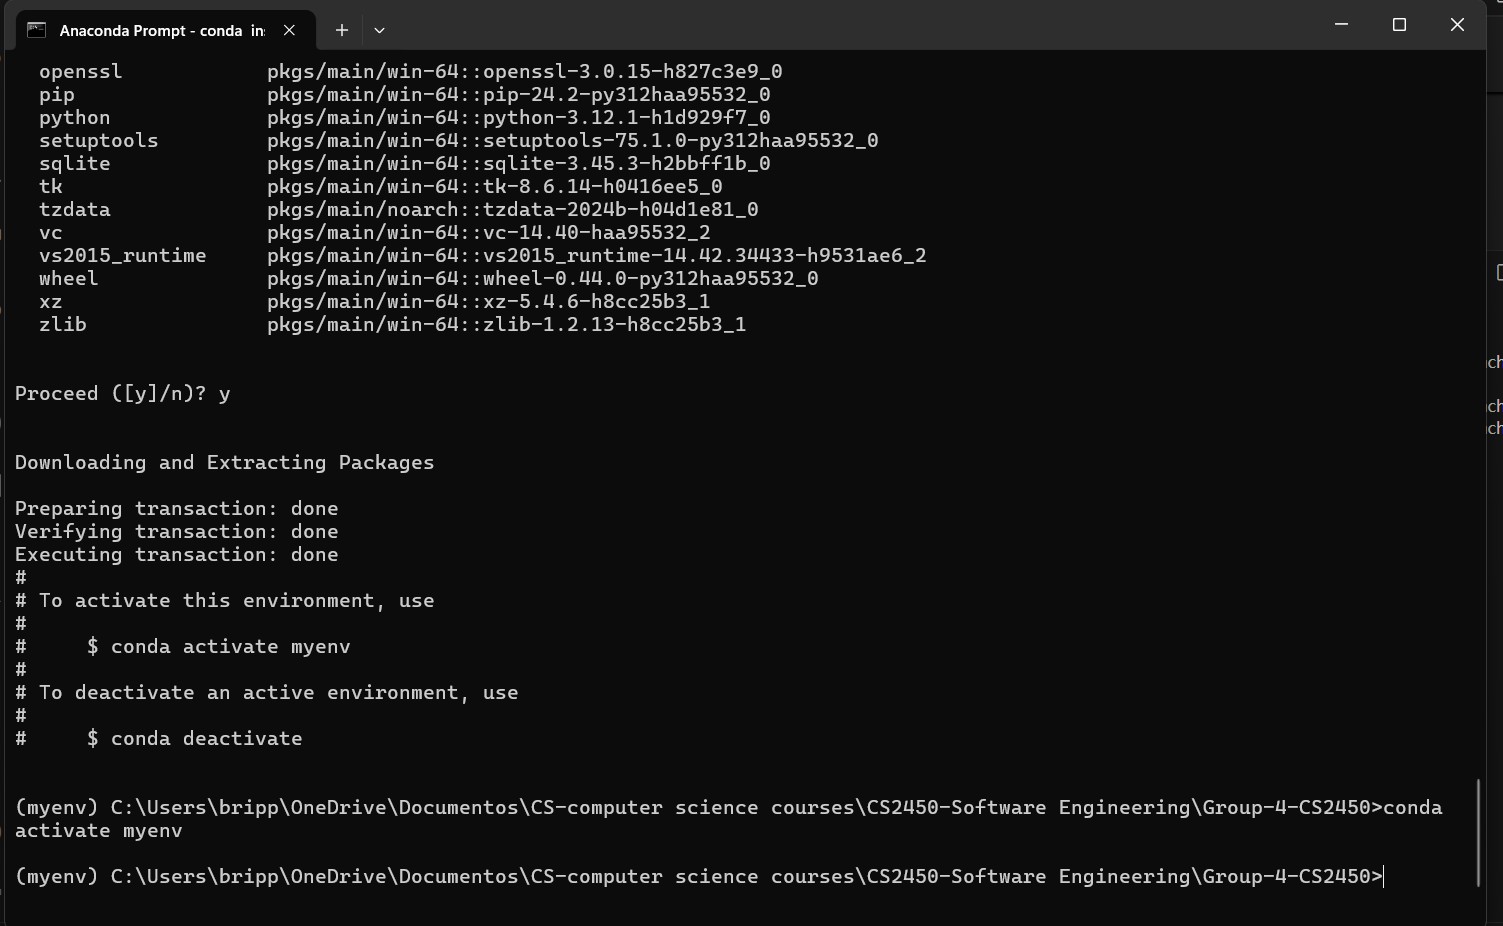 Anaconda Prompt - conda  in
openssl            pkgs/main/win-64::openssl-3.0.15-h827c3e9_0
pip                pkgs/main/win-64::pip-24.2-py312haa95532_0
python             pkgs/main/win-64::python-3.12.1-h1d929f7_0
setuptools         pkgs/main/win-64::setuptools-75.1.0-py312haa95532_0
sqlite             pkgs/main/win-64::sqlite-3.45.3-h2bbff1b_0
tk                 pkgs/main/win-64::tk-8.6.14-h0416ee5_0
tzdata             pkgs/main/noarch::tzdata-2024b-h04d1e81_0
vc                 pkgs/main/win-64::vc-14.40-haa95532_2
vs2015_runtime     pkgs/main/win-64::vs2015_runtime-14.42.34433-h9531ae6_2
wheel              pkgs/main/win-64::wheel-0.44.0-py312haa95532_0
xz                 pkgs/main/win-64::xz-5.4.6-h8cc25b3_1
zlib               pkgs/main/win-64::zlib-1.2.13-h8cc25b3_1
Proceed ([y]/n)? y
Downloading and Extracting Packages
Preparing transaction: done
Verifying transaction: done
Executing transaction: done
#
# To activate this environment, use
#
#     $ conda activate myenv
#
# To deactivate an active environment, use
#
#     $ conda deactivate
(myenv) C:\Users\bripp\OneDrive\Documentos\CS-computer science courses\CS2450-Software Engineering\Group-4-CS2450>conda
activate myenv
(myenv) C:\Users\bripp\OneDrive\Documentos\CS-computer science courses\CS2450-Software Engineering\Group-4-CS2450>